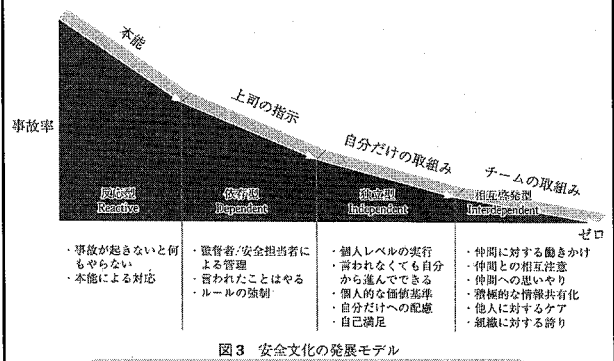 本能
上司の指示
自分だけの取組み
チームの取組み
事故率
反応型
Reactive
依存型
Dependent
独立型
Independent
相互啓発型
Interdependent
ゼロ
・事故が起きないと何
もやらない
・本能による対応
・監督者/安全担当者に
よる管理
・言われたことはやる
・ルールの強制
・個人レベルの実行
・言われなくても自分
から進んでできる
・個人的な価値基準
・自分だけへの配慮
・自己満足
・仲間に対する働きかけ
・仲間との相互注意
・仲間への思いやり
・積極的な情報共有化
・他人に対するケア
・組織に対する誇り
図3 安全文化の発展モデル